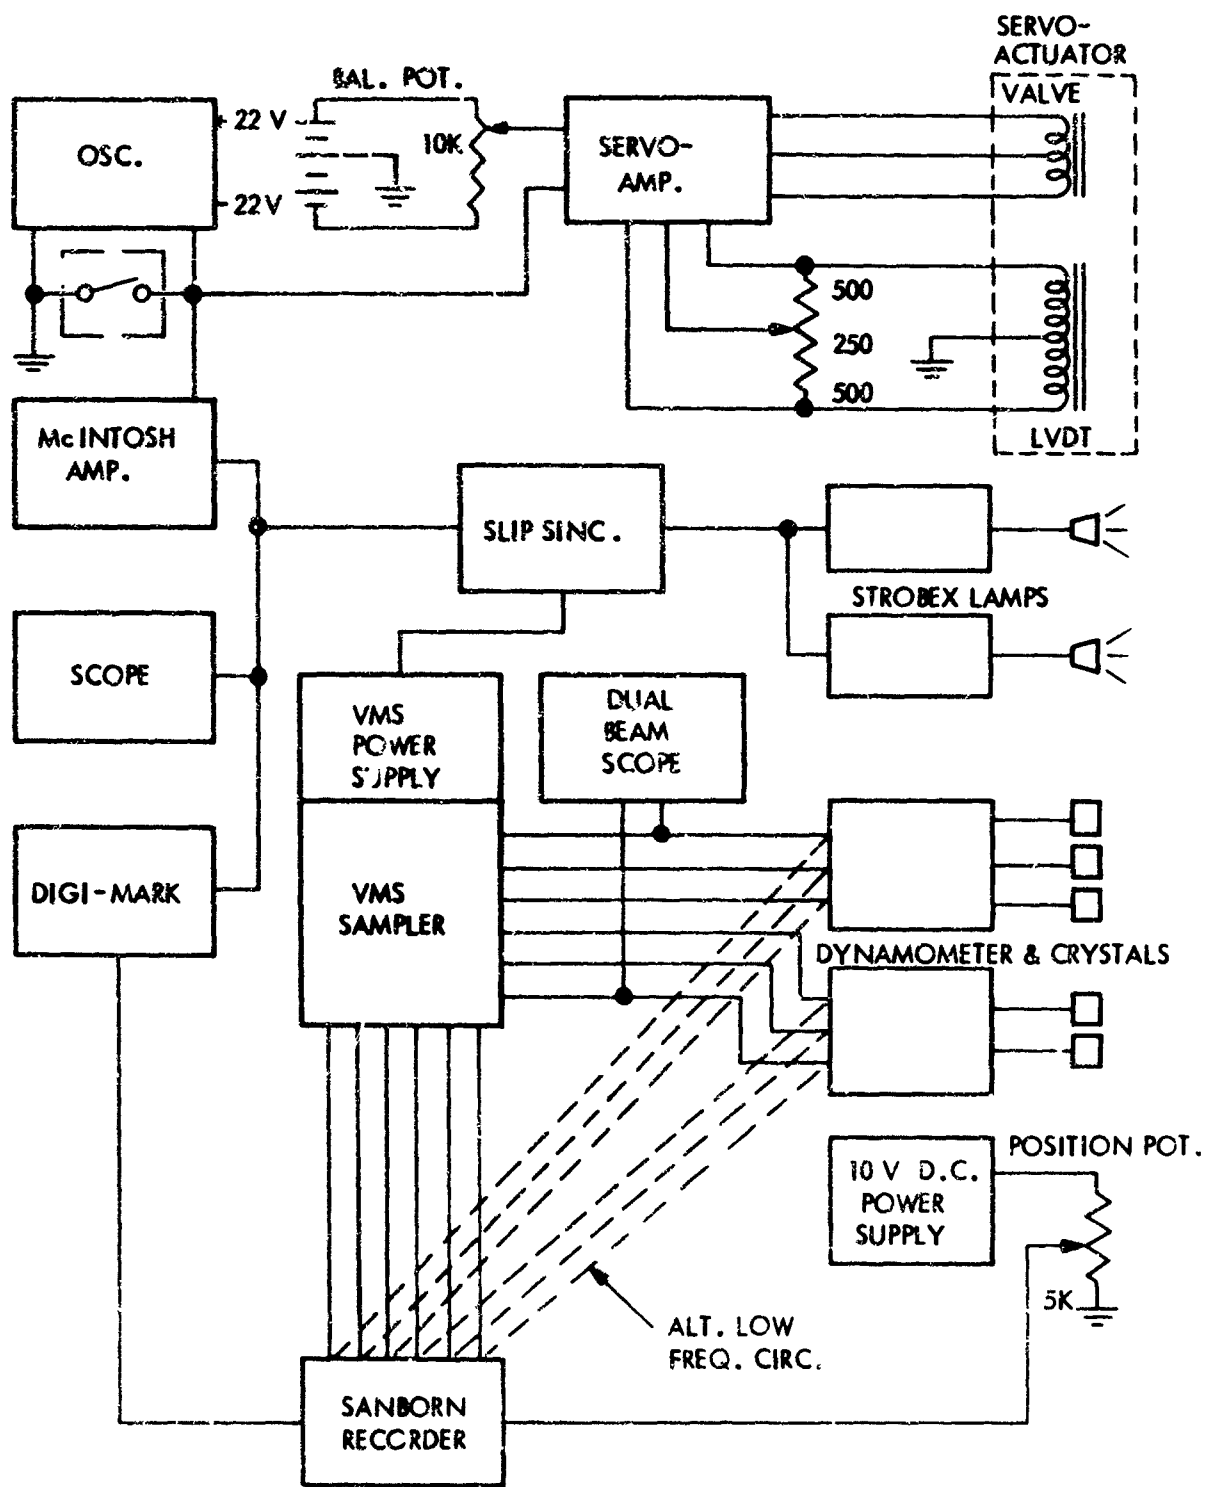 SERVO-
ACTUATOR
BAL. POT.
VALVE
OSC.
+ 22 V
10K
SERVO-
AMP.
- 22V
500
250
500
McINTOSH
AMP.
LVDT
SLIP SINC.
STROBEX LAMPS
SCOPE
VMS
POWER
SUPPLY
DUAL
BEAM
SCOPE
DIGI-MARK
VMS
SAMPLER
DYNAMOMETER & CRYSTALS
10 V D.C.
POWER
SUPPLY
POSITION POT.
5K
ALT. LOW
FREQ. CIRC.
SANBORN
RECORDER